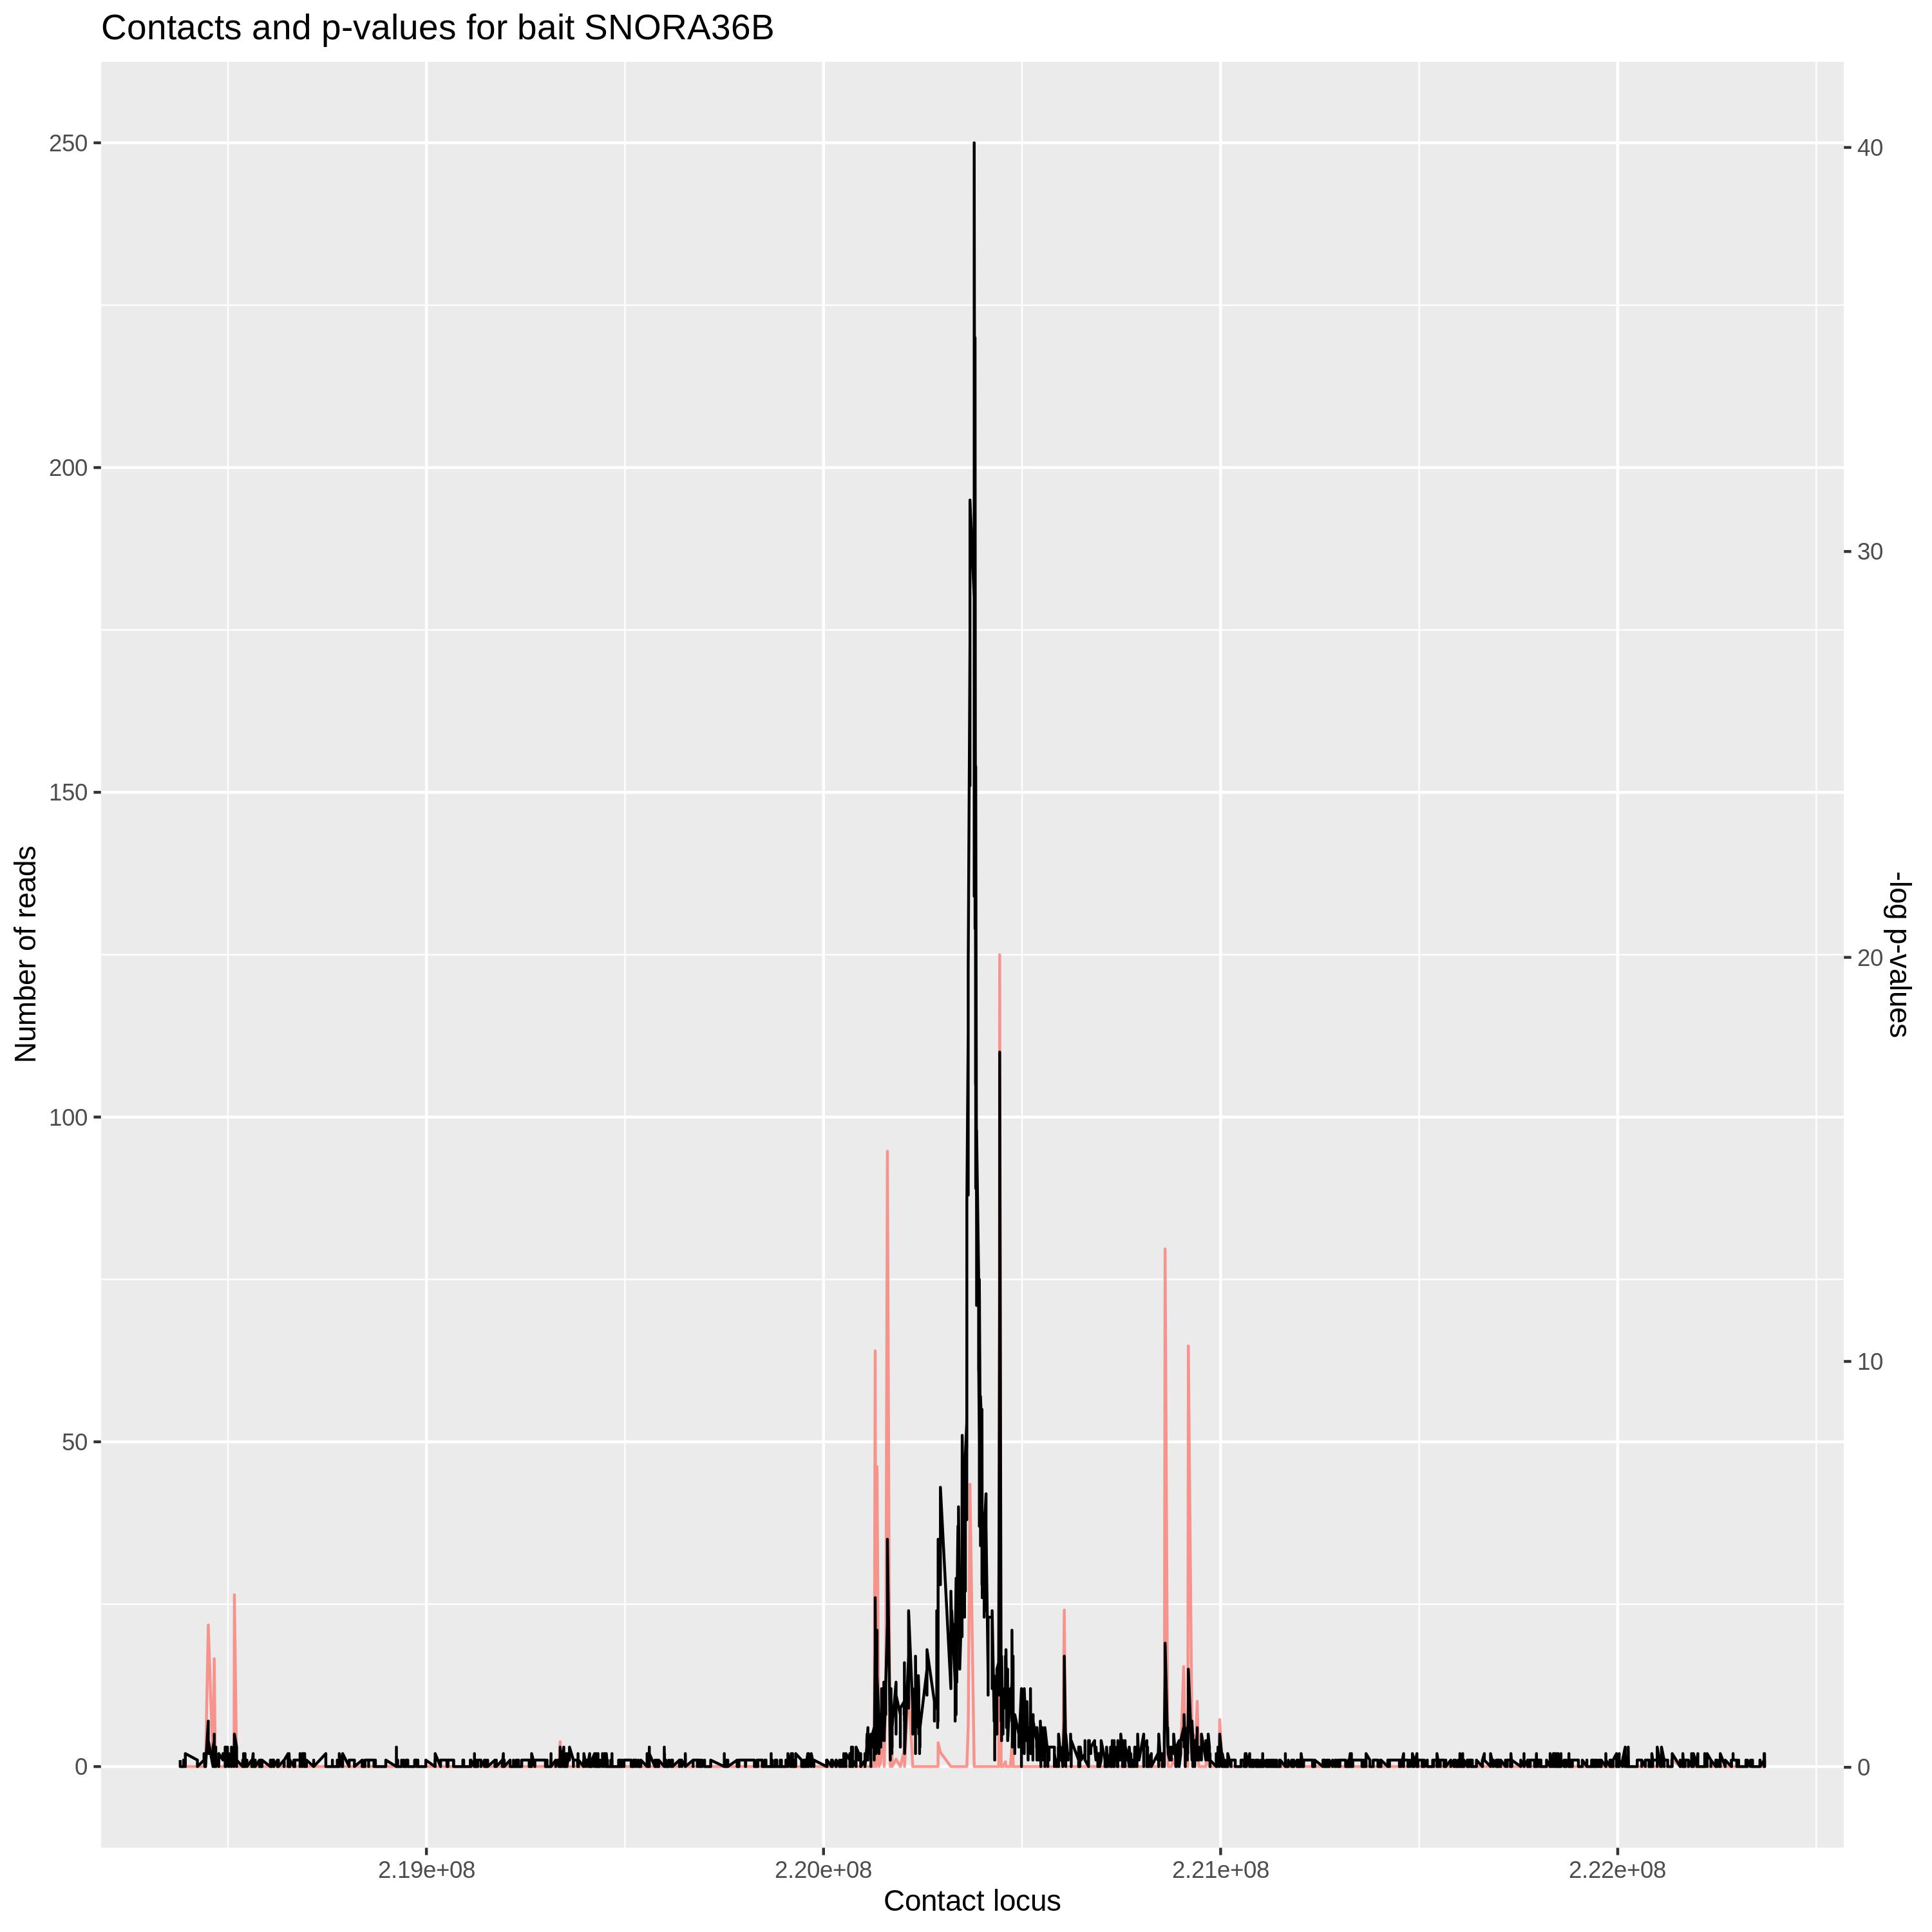 Contacts and p-values for bait SNORA36B
250
200
150
100
50
0
Number of reads
40
30
20
10
0
-log p-values
2.19e+08
2.20e+08
2.21e+08
2.22e+08
Contact locus